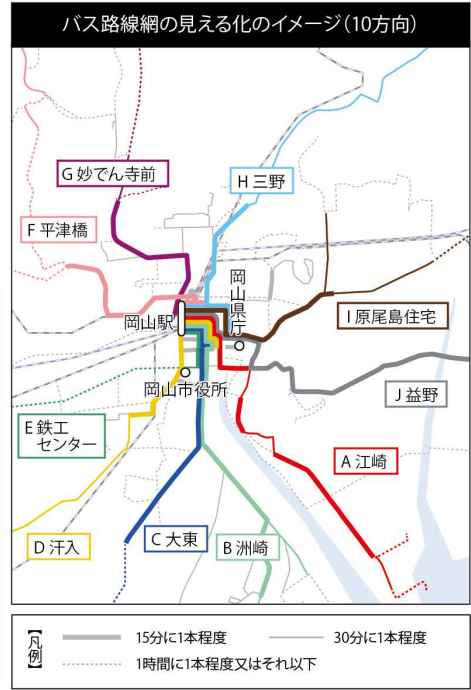 バス路線網の見える化のイメージ（10方向）
G 妙でん寺前
H 三野
F 平津橋
岡山県庁
岡山駅
I 原尾島住宅
岡山市役所
J 益野
E 鉄工
センター
A 江崎
C 大東
D 汗入
B 洲崎
【凡例】
15分に1本程度
30分に1本程度
1時間に1本程度又はそれ以下